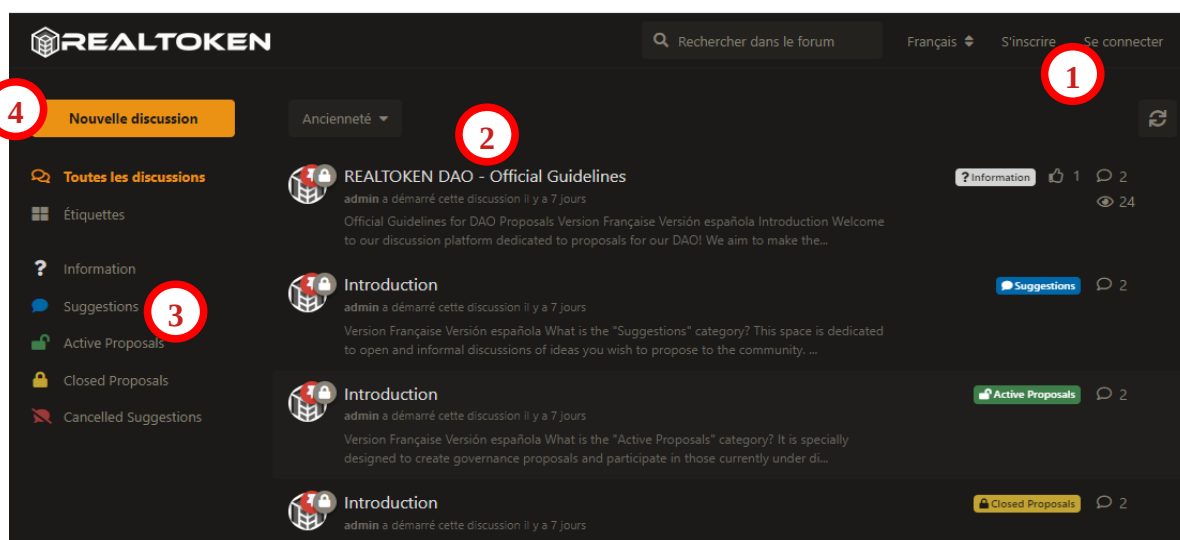 REALTOKEN
Rechercher dans le forum
Français
S'inscrire
Se connecter
1
4
Nouvelle discussion
Ancienneté
2
Toutes les discussions
Étiquettes
? Information
Suggestions
3
Active Proposals
Closed Proposals
Cancelled Suggestions
REALTOKEN DAO - Official Guidelines
? Information
1
2
admin a démarré cette discussion il y a 7 jours
24
Official Guidelines for DAO Proposals Version Française Versión española Introduction Welcome
to our discussion platform dedicated to proposals for our DAO! We aim to make the...
Introduction
Suggestions
2
admin a démarré cette discussion il y a 7 jours
Version Française Versión española What is the "Suggestions" category? This space is dedicated
to open and informal discussions of ideas you wish to propose to the community. ...
Introduction
Active Proposals
2
admin a démarré cette discussion il y a 7 jours
Version Française Versión española What is the "Active Proposals" category? It is specially
designed to create governance proposals and participate in those currently under di...
Introduction
Closed Proposals
2
admin a démarré cette discussion il y a 7 jours